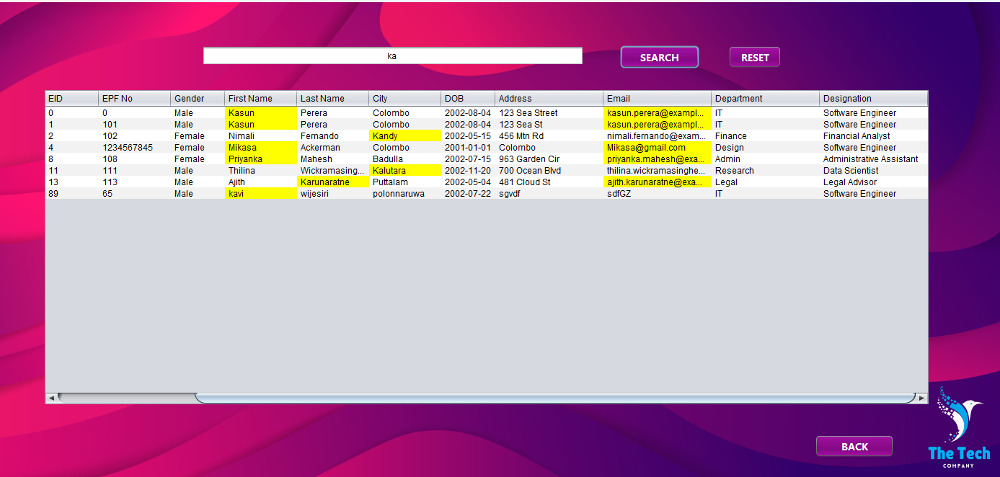 ka SEARCH RESET
EID EPF No Gender First Name Last Name City DOB Address Email Department Designation
0 0 Male Kasun Perera Colombo 2002-08-04 123 Sea Street kasun.perera@exampl... IT Software Engineer
1 101 Male Kasun Perera Colombo 2002-08-04 123 Sea St kasun.perera@exampl... IT Software Engineer
2 102 Female Nimali Fernando Kandy 2002-05-15 456 Mtn Rd nimali.fernando@exam... Finance Financial Analyst
4 1234567845 Female Mikasa Ackerman Colombo 2001-01-01 Colombo Mikasa@gmail.com Design Software Engineer
8 108 Female Priyanka Mahesh Badulla 2002-07-15 963 Garden Cir priyanka.mahesh@exa... Admin Administrative Assistant
11 111 Male Thilina Wickramasing... Kalutara 2002-11-20 700 Ocean Blvd thilina.wickramasinghe... Research Data Scientist
13 113 Male Ajith Karunaratne Puttalam 2002-05-04 481 Cloud St ajith.karunaratne@exa... Legal Legal Advisor
89 65 Male kavi wijesiri polonnaruwa 2002-07-22 sgvdf sdfGZ IT Software Engineer
BACK
The Tech
COMPANY